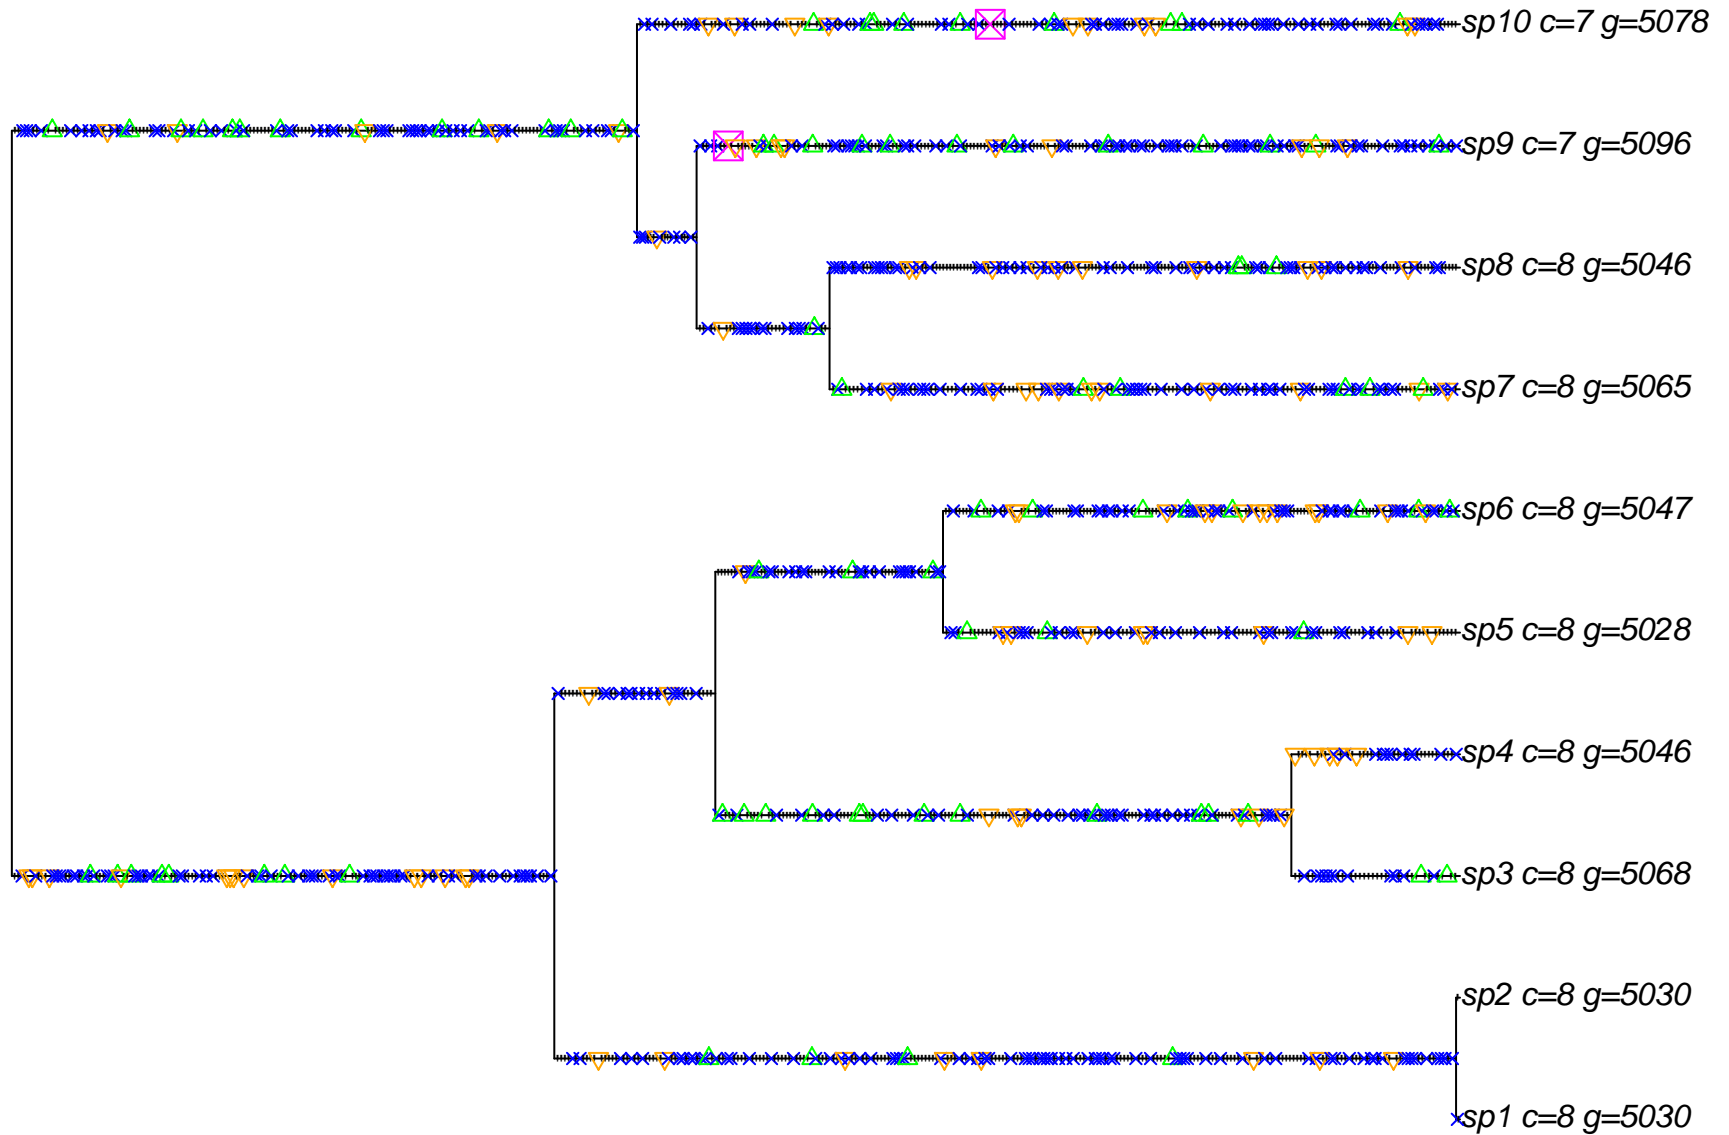 sp10 c=7 g=5078
sp9 c=7 g=5096
sp8 c=8 g=5046
sp7 c=8 g=5065
sp6 c=8 g=5047
sp5 c=8 g=5028
sp4 c=8 g=5046
sp3 c=8 g=5068
sp2 c=8 g=5030
sp1 c=8 g=5030